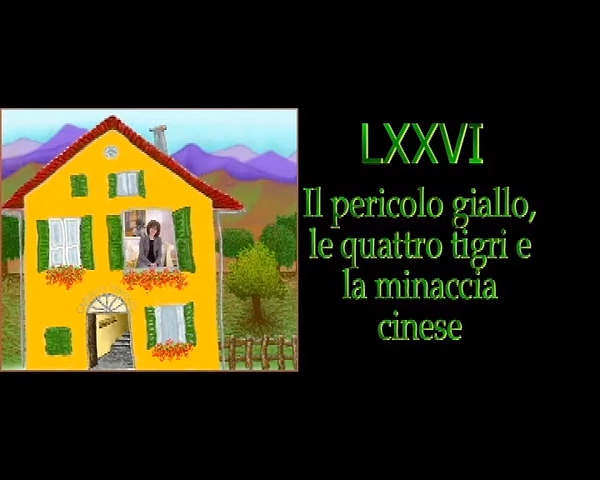 LXXVI
Il pericolo giallo,
le quattro tigri e
la minaccia
cinese